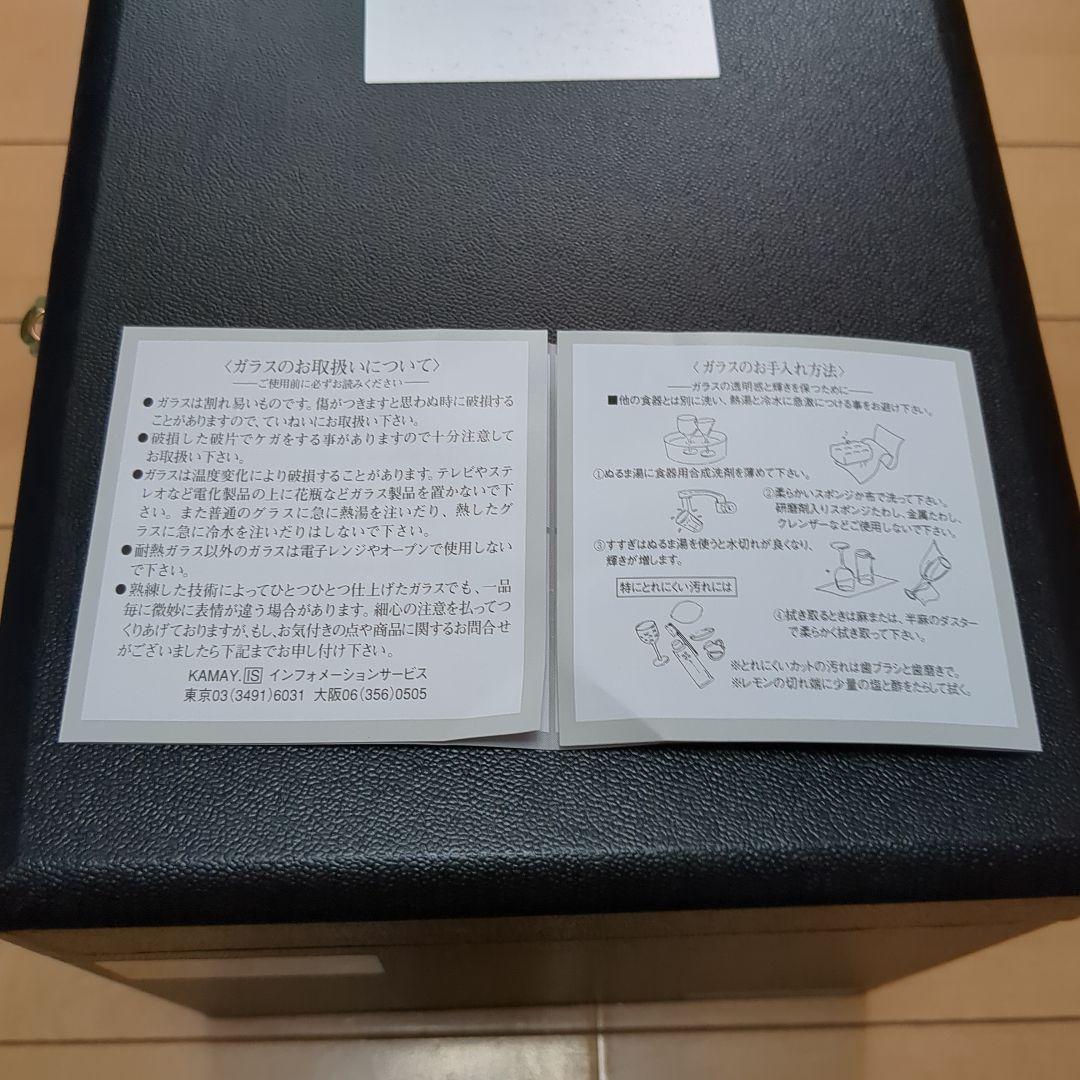 〈ガラスのお取扱いについて〉
――ご使用前に必ずお読みください――
●ガラスは割れ易いものです。傷がつきますと思わぬ時に破損する
ことがありますので、ていねいにお取扱い下さい。
●破損した破片でケガをする事がありますので十分注意して
お取扱い下さい。
●ガラスは温度変化により破損することがあります。テレビやステ
レオなど電化製品の上に花瓶などガラス製品を置かないで下
さい。また普通のグラスに急に熱湯を注いだり、熱したグ
ラスに急に冷水を注いだりはしないで下さい。
●耐熱ガラス以外のガラスは電子レンジやオーブンで使用しない
で下さい。
●熟練した技術によってひとつひとつ仕上げたガラスでも、一品
毎に微妙に表情が違う場合があります。細心の注意を払ってつ
くりあげておりますが、もし、お気付きの点や商品に関するお問合せ
がございましたら下記までお申し付け下さい。
KAMAY.IS インフォメーションサービス
東京03(3491)6031 大阪06(356)0505
〈ガラスのお手入れ方法〉
――ガラスの透明感と輝きを保つために――
■他の食器とは別に洗い、熱湯と冷水に急激につける事をお避け下さい。
①ぬるま湯に食器用合成洗剤を薄めて下さい。
②柔らかいスポンジか布で洗って下さい。
研磨剤入りスポンジたわし、金属たわし、
クレンザーなどご使用しないで下さい。
③すすぎはぬるま湯を使うと水切れが良くなり、
輝きが増します。
特にとれにくい汚れには
④拭き取るときは麻または、半麻のダスター
で柔らかく拭き取って下さい。
※とれにくいカットの汚れは歯ブラシと歯磨きで。
※レモンの切れ端に少量の塩と酢をたらして拭く。